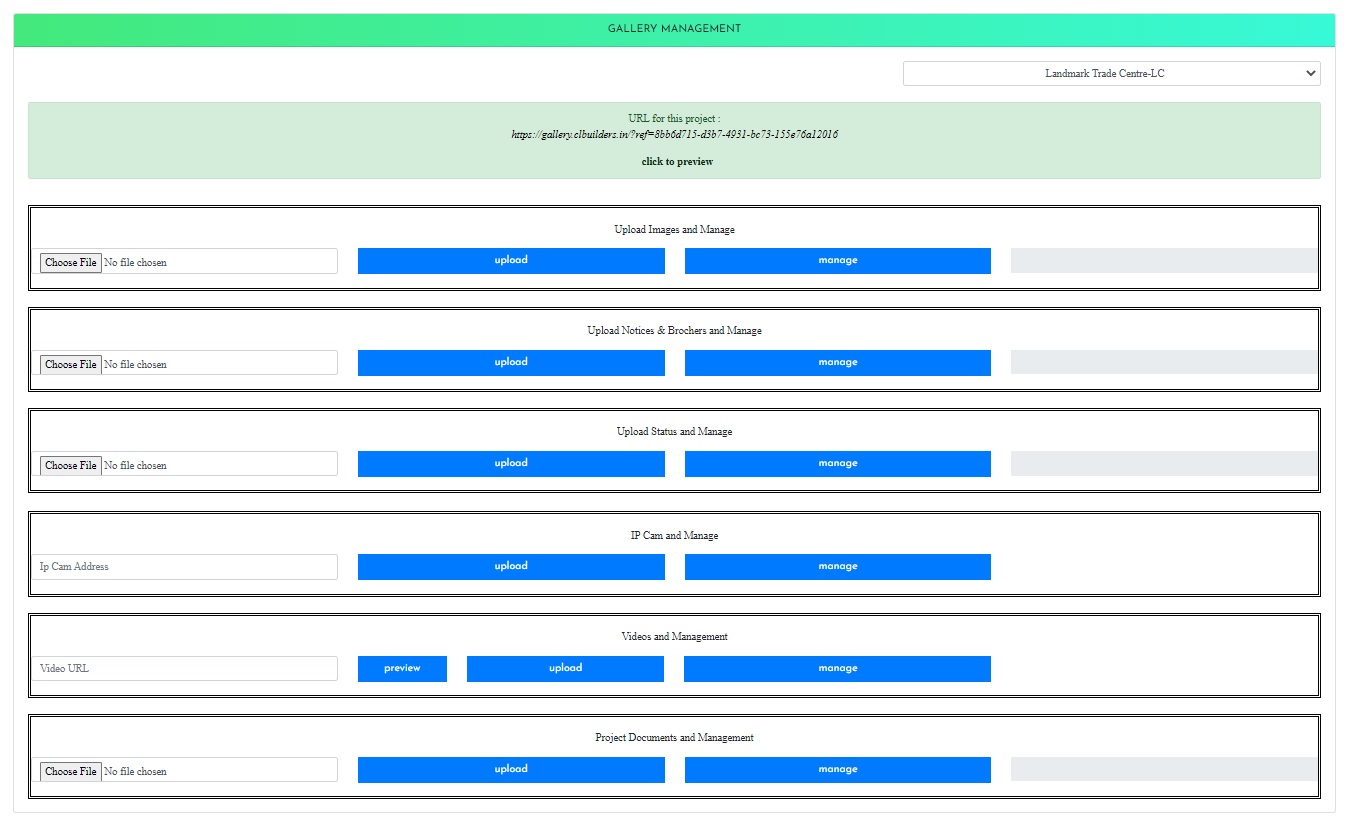 GALLERY MANAGEMENT
Landmark Trade Centre-LC
URL for this project :
https://gallery.clbuilders.in/?ref=8bb6d715-d3b7-4931-bc73-155e76a12016
click to preview
Upload Images and Manage
Choose File No file chosen upload manage
Upload Notices & Brochers and Manage
Choose File No file chosen upload manage
Upload Status and Manage
Choose File No file chosen upload manage
IP Cam and Manage
Ip Cam Address upload manage
Videos and Management
Video URL preview upload manage
Project Documents and Management
Choose File No file chosen upload manage